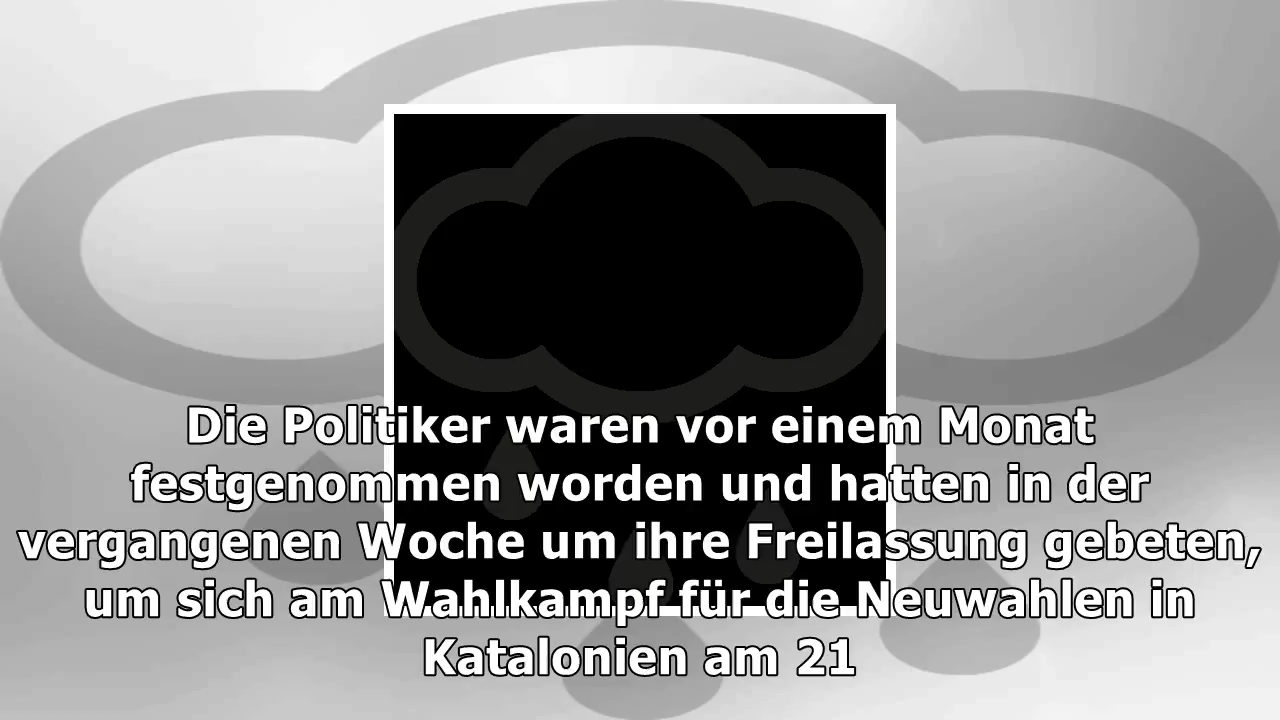 Die Politiker waren vor einem Monat
festgenommen worden und hatten in der
vergangenen Woche um ihre Freilassung gebeten,
um sich am Wahlkampf für die Neuwahlen in
Katalonien am 21